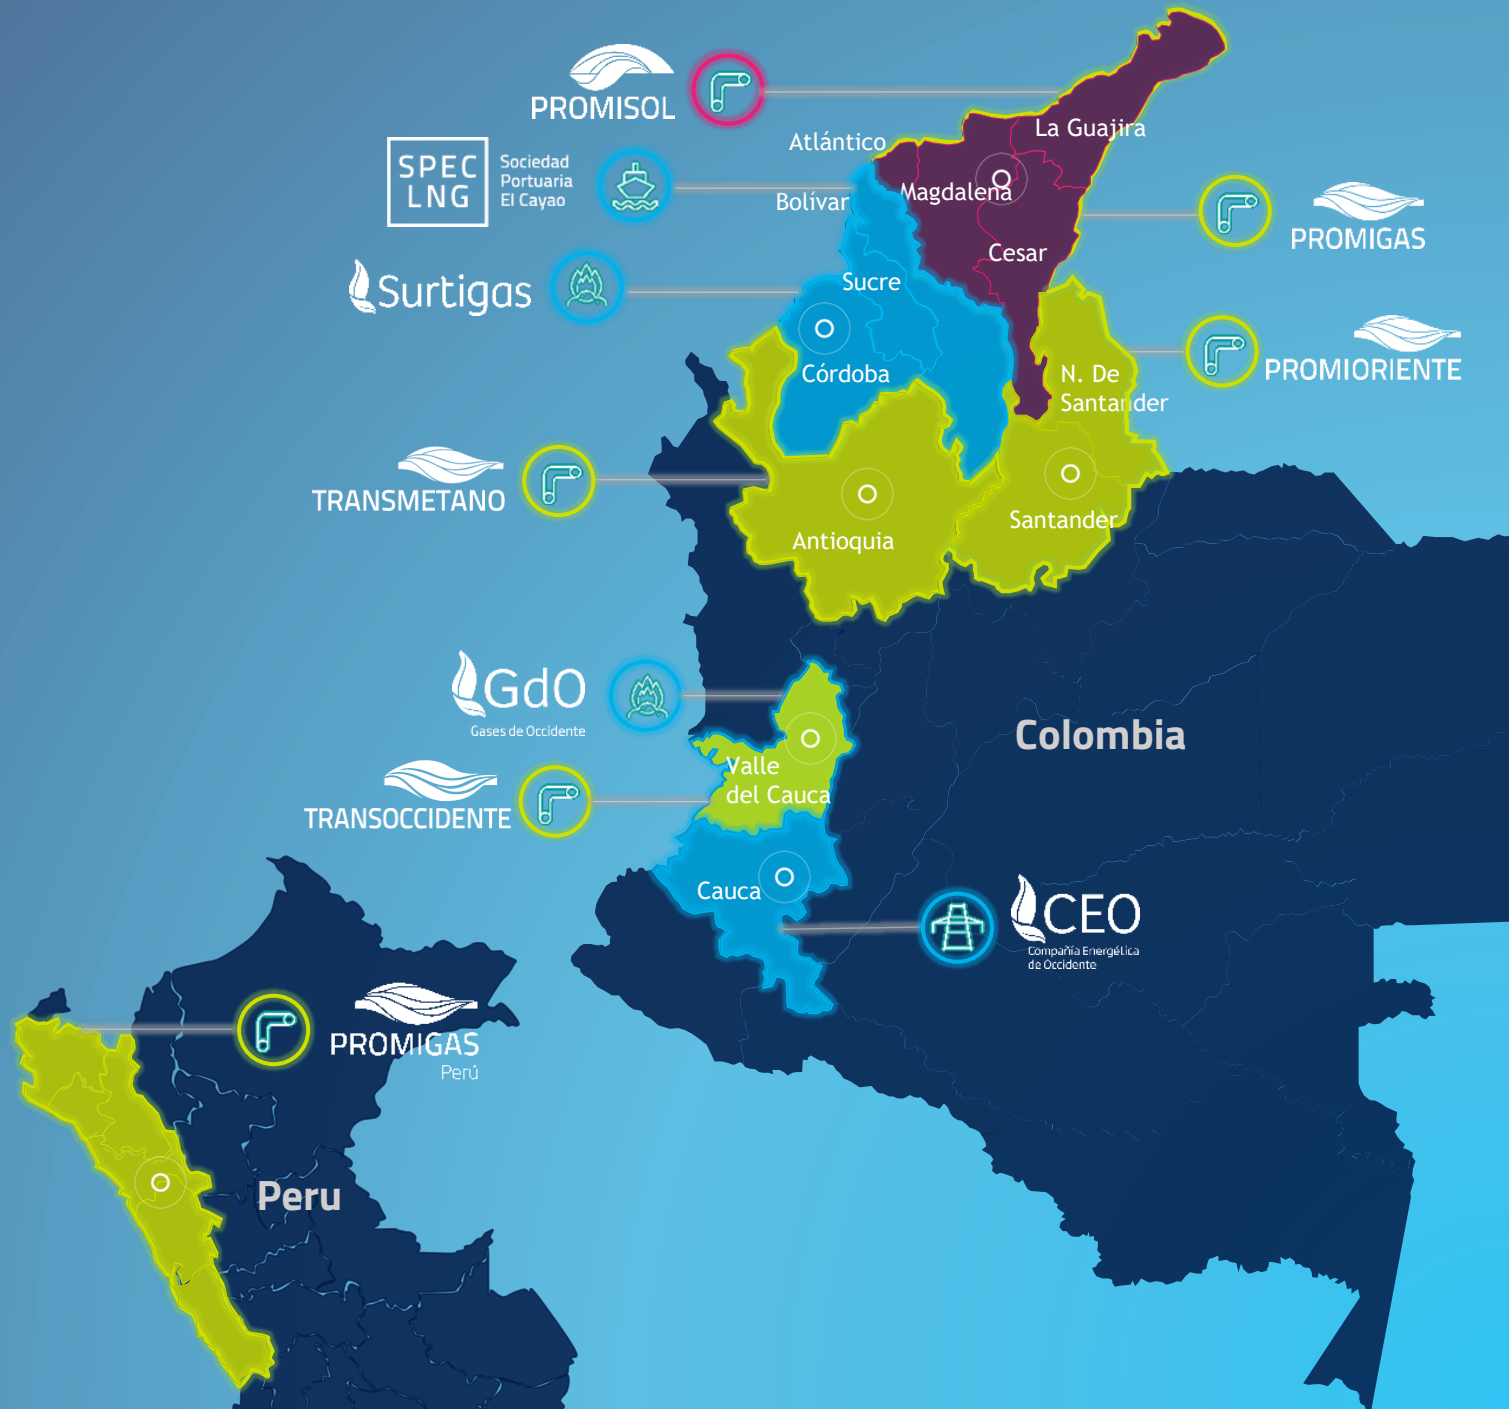 PROMISOL
Atlántico
La Guajira
SPEC
LNG
Sociedad
Portuaria
El Cayao
Bolívar
Magdalena
PROMIGAS
Cesar
Surtigas
Sucre
Córdoba
N. De
Santander
PROMIORIENTE
TRANSMETANO
Antioquia
Santander
GdO
Gases de Occidente
Colombia
Valle
del Cauca
TRANSOCCIDENTE
Cauca
CEO
Compañía Energética
de Occidente
PROMIGAS
Perú
Peru